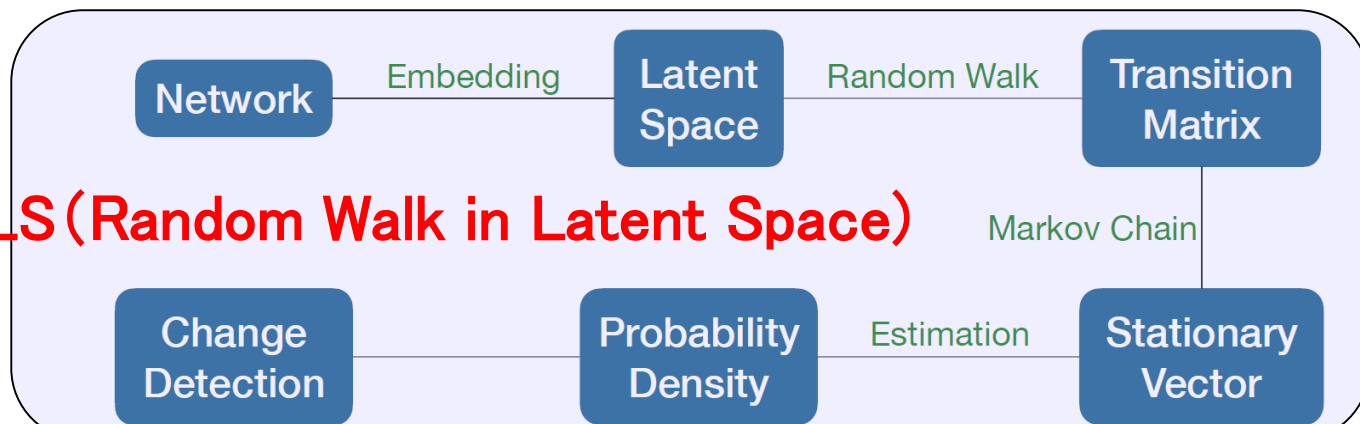 Network
Embedding
Latent
Space
Random Walk
Transition
Matrix
LS（Random Walk in Latent Space）
Markov Chain
Change
Detection
Probability
Density
Estimation
Stationary
Vector